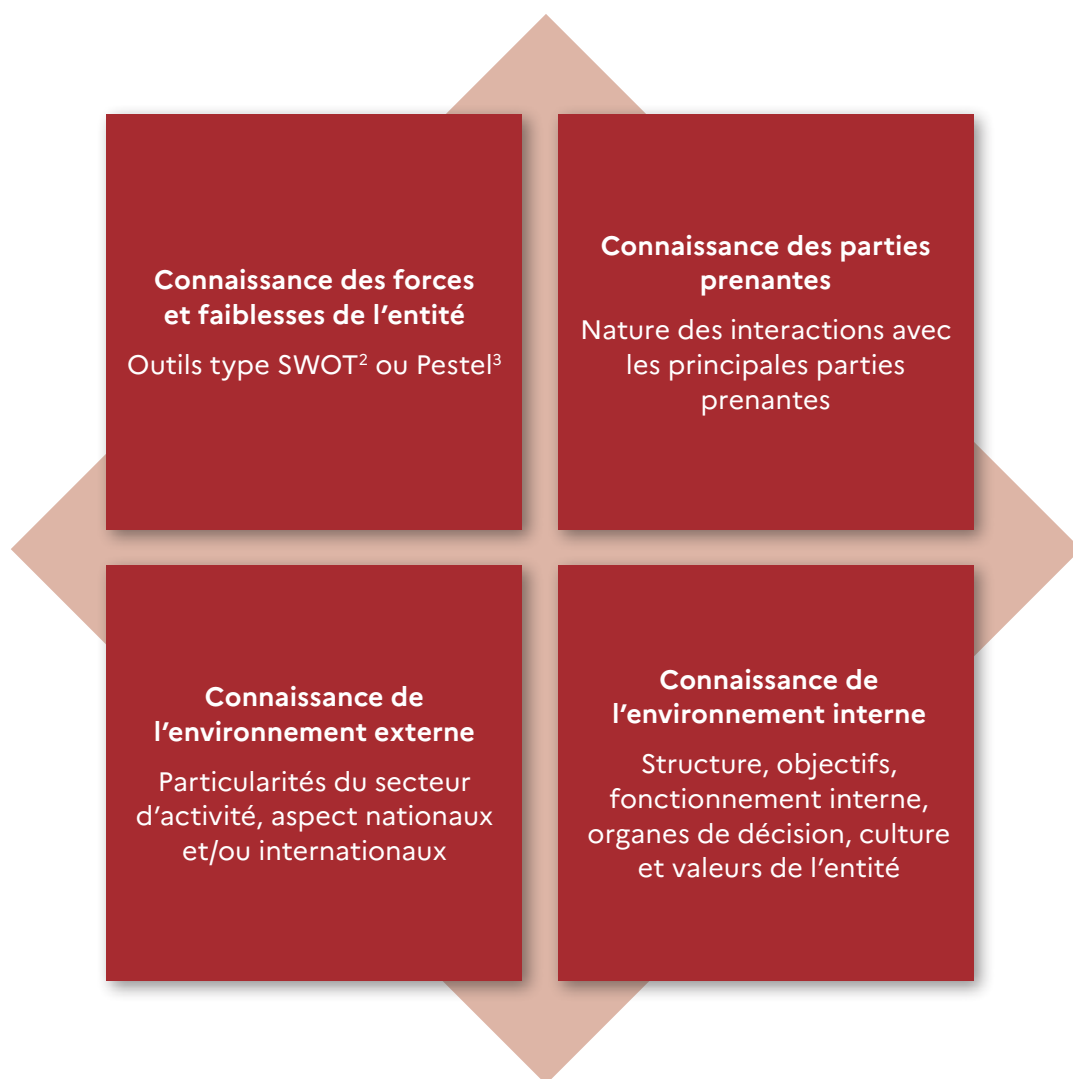 Connaissance des forces
et faiblesses de l'entité
Outils type SWOT² ou Pestel³
Connaissance des parties
prenantes
Nature des interactions avec
les principales parties
prenantes
Connaissance de
l'environnement externe
Particularités du secteur
d'activité, aspect nationaux
et/ou internationaux
Connaissance de
l'environnement interne
Structure, objectifs,
fonctionnement interne,
organes de décision, culture
et valeurs de l'entité